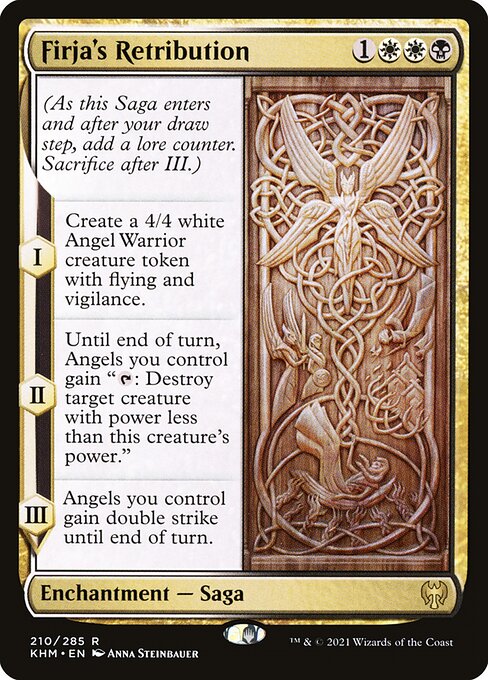 Firja's Retribution 1
(As this Saga enters
and after your draw
step, add a lore counter.
Sacrifice after III.)
I
Create a 4/4 white
Angel Warrior
creature token
with flying and
vigilance.
II
Until end of turn,
Angels you control
gain “: Destroy
target creature
with power less
than this creature's
power.”
III
Angels you control
gain double strike
until end of turn.
Enchantment — Saga
210/285 R
KHM • EN Anna Steinbauer
™ & © 2021 Wizards of the Coast